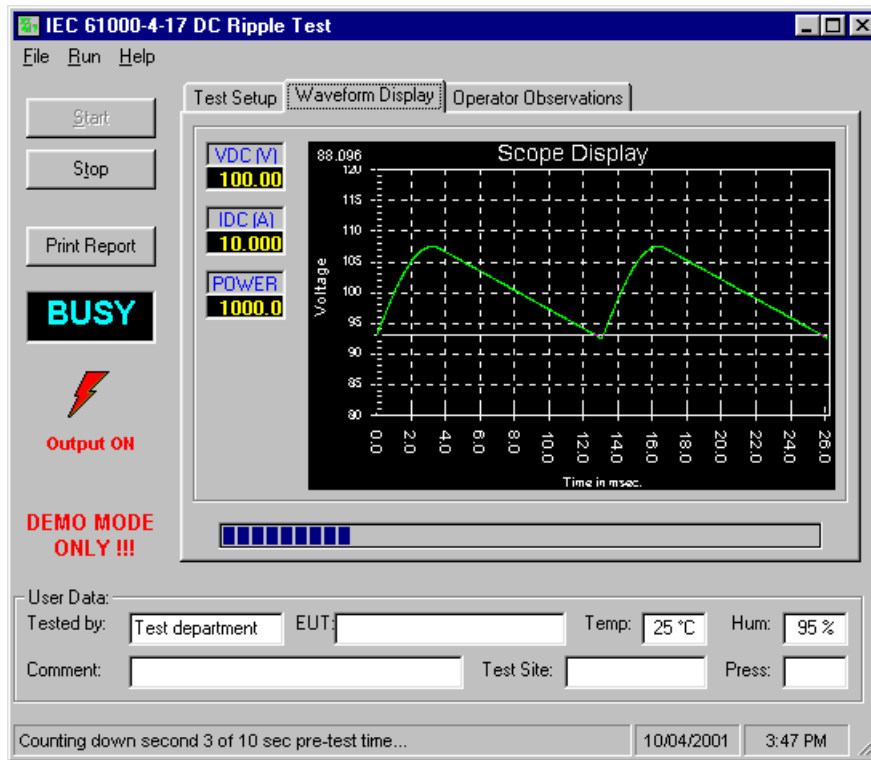 IEC 61000-4-17 DC Ripple Test
File Run Help
Start
Stop
Print Report
BUSY
Output ON
DEMO MODE
ONLY !!!
Test Setup
Waveform Display
Operator Observations
VDC (V)
100.00
IDC (A)
10.000
POWER
1000.0
88.096
Scope Display
Voltage
120
115
110
105
100
95
90
85
80
0.0 2.0 4.0 6.0 8.0 10.0 12.0 14.0 16.0 18.0 20.0 22.0 24.0 26.0
Time in msec.
User Data:
Tested by: Test department EUT: Temp: 25 °C Hum: 95 %
Comment: Test Site: Press:
Counting down second 3 of 10 sec pre-test time... 10/04/2001 3:47 PM